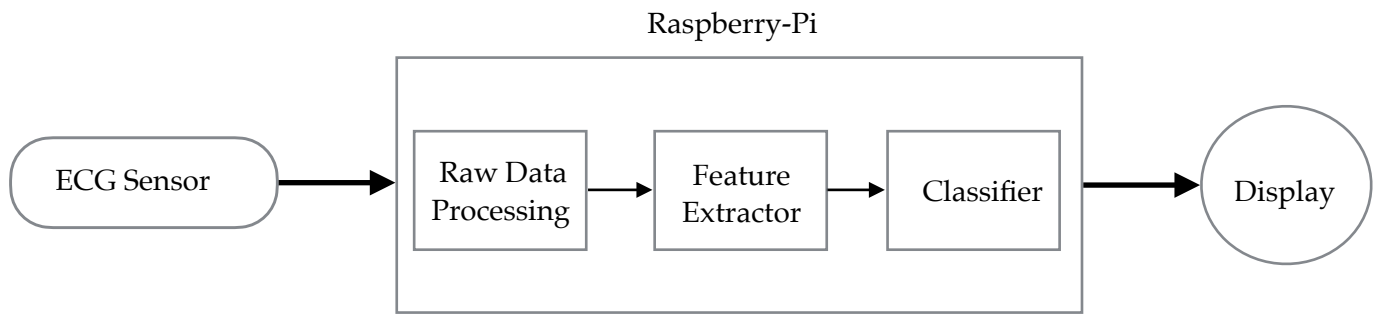 Raspberry-Pi
ECG Sensor
Raw Data
Processing
Feature
Extractor
Classifier
Display